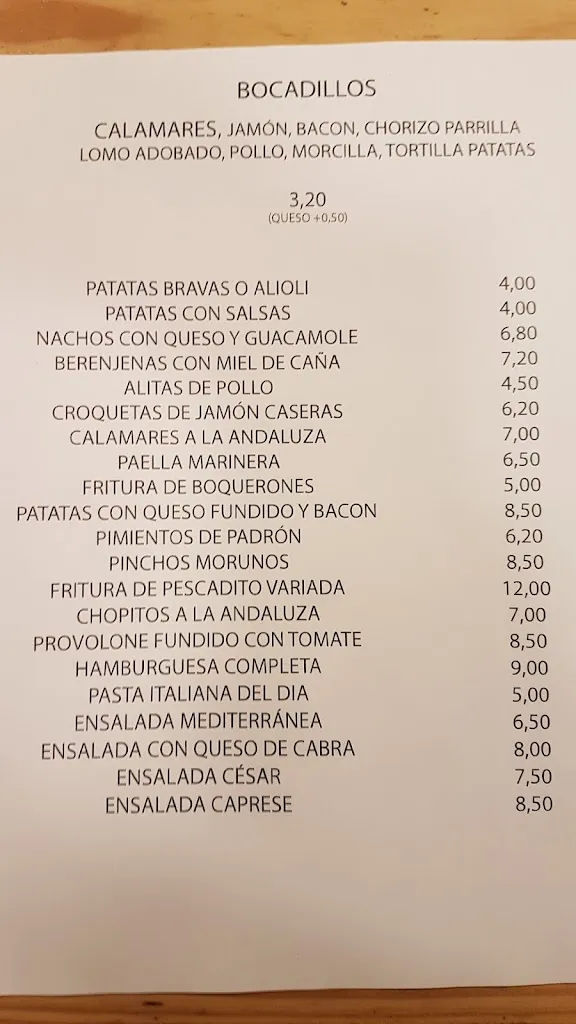 BOCADILLOS
CALAMARES, JAMÓN, BACON, CHORIZO PARRILLA
LOMO ADOBADO, POLLO, MORCILLA, TORTILLA PATATAS
3,20
(QUESO +0,50)
PATATAS BRAVAS O ALIOLI 4,00
PATATAS CON SALSAS 4,00
NACHOS CON QUESO Y GUACAMOLE 6,80
BERENJENAS CON MIEL DE CAÑA 7,20
ALITAS DE POLLO 4,50
CROQUETAS DE JAMÓN CASERAS 6,20
CALAMARES A LA ANDALUZA 7,00
PAELLA MARINERA 6,50
FRITURA DE BOQUERONES 5,00
PATATAS CON QUESO FUNDIDO Y BACON 8,50
PIMIENTOS DE PADRÓN 6,20
PINCHOS MORUNOS 8,50
FRITURA DE PESCADITO VARIADA 12,00
CHOPITOS A LA ANDALUZA 7,00
PROVOLONE FUNDIDO CON TOMATE 8,50
HAMBURGUESA COMPLETA 9,00
PASTA ITALIANA DEL DIA 5,00
ENSALADA MEDITERRÁNEA 6,50
ENSALADA CON QUESO DE CABRA 8,00
ENSALADA CÉSAR 7,50
ENSALADA CAPRESE 8,50